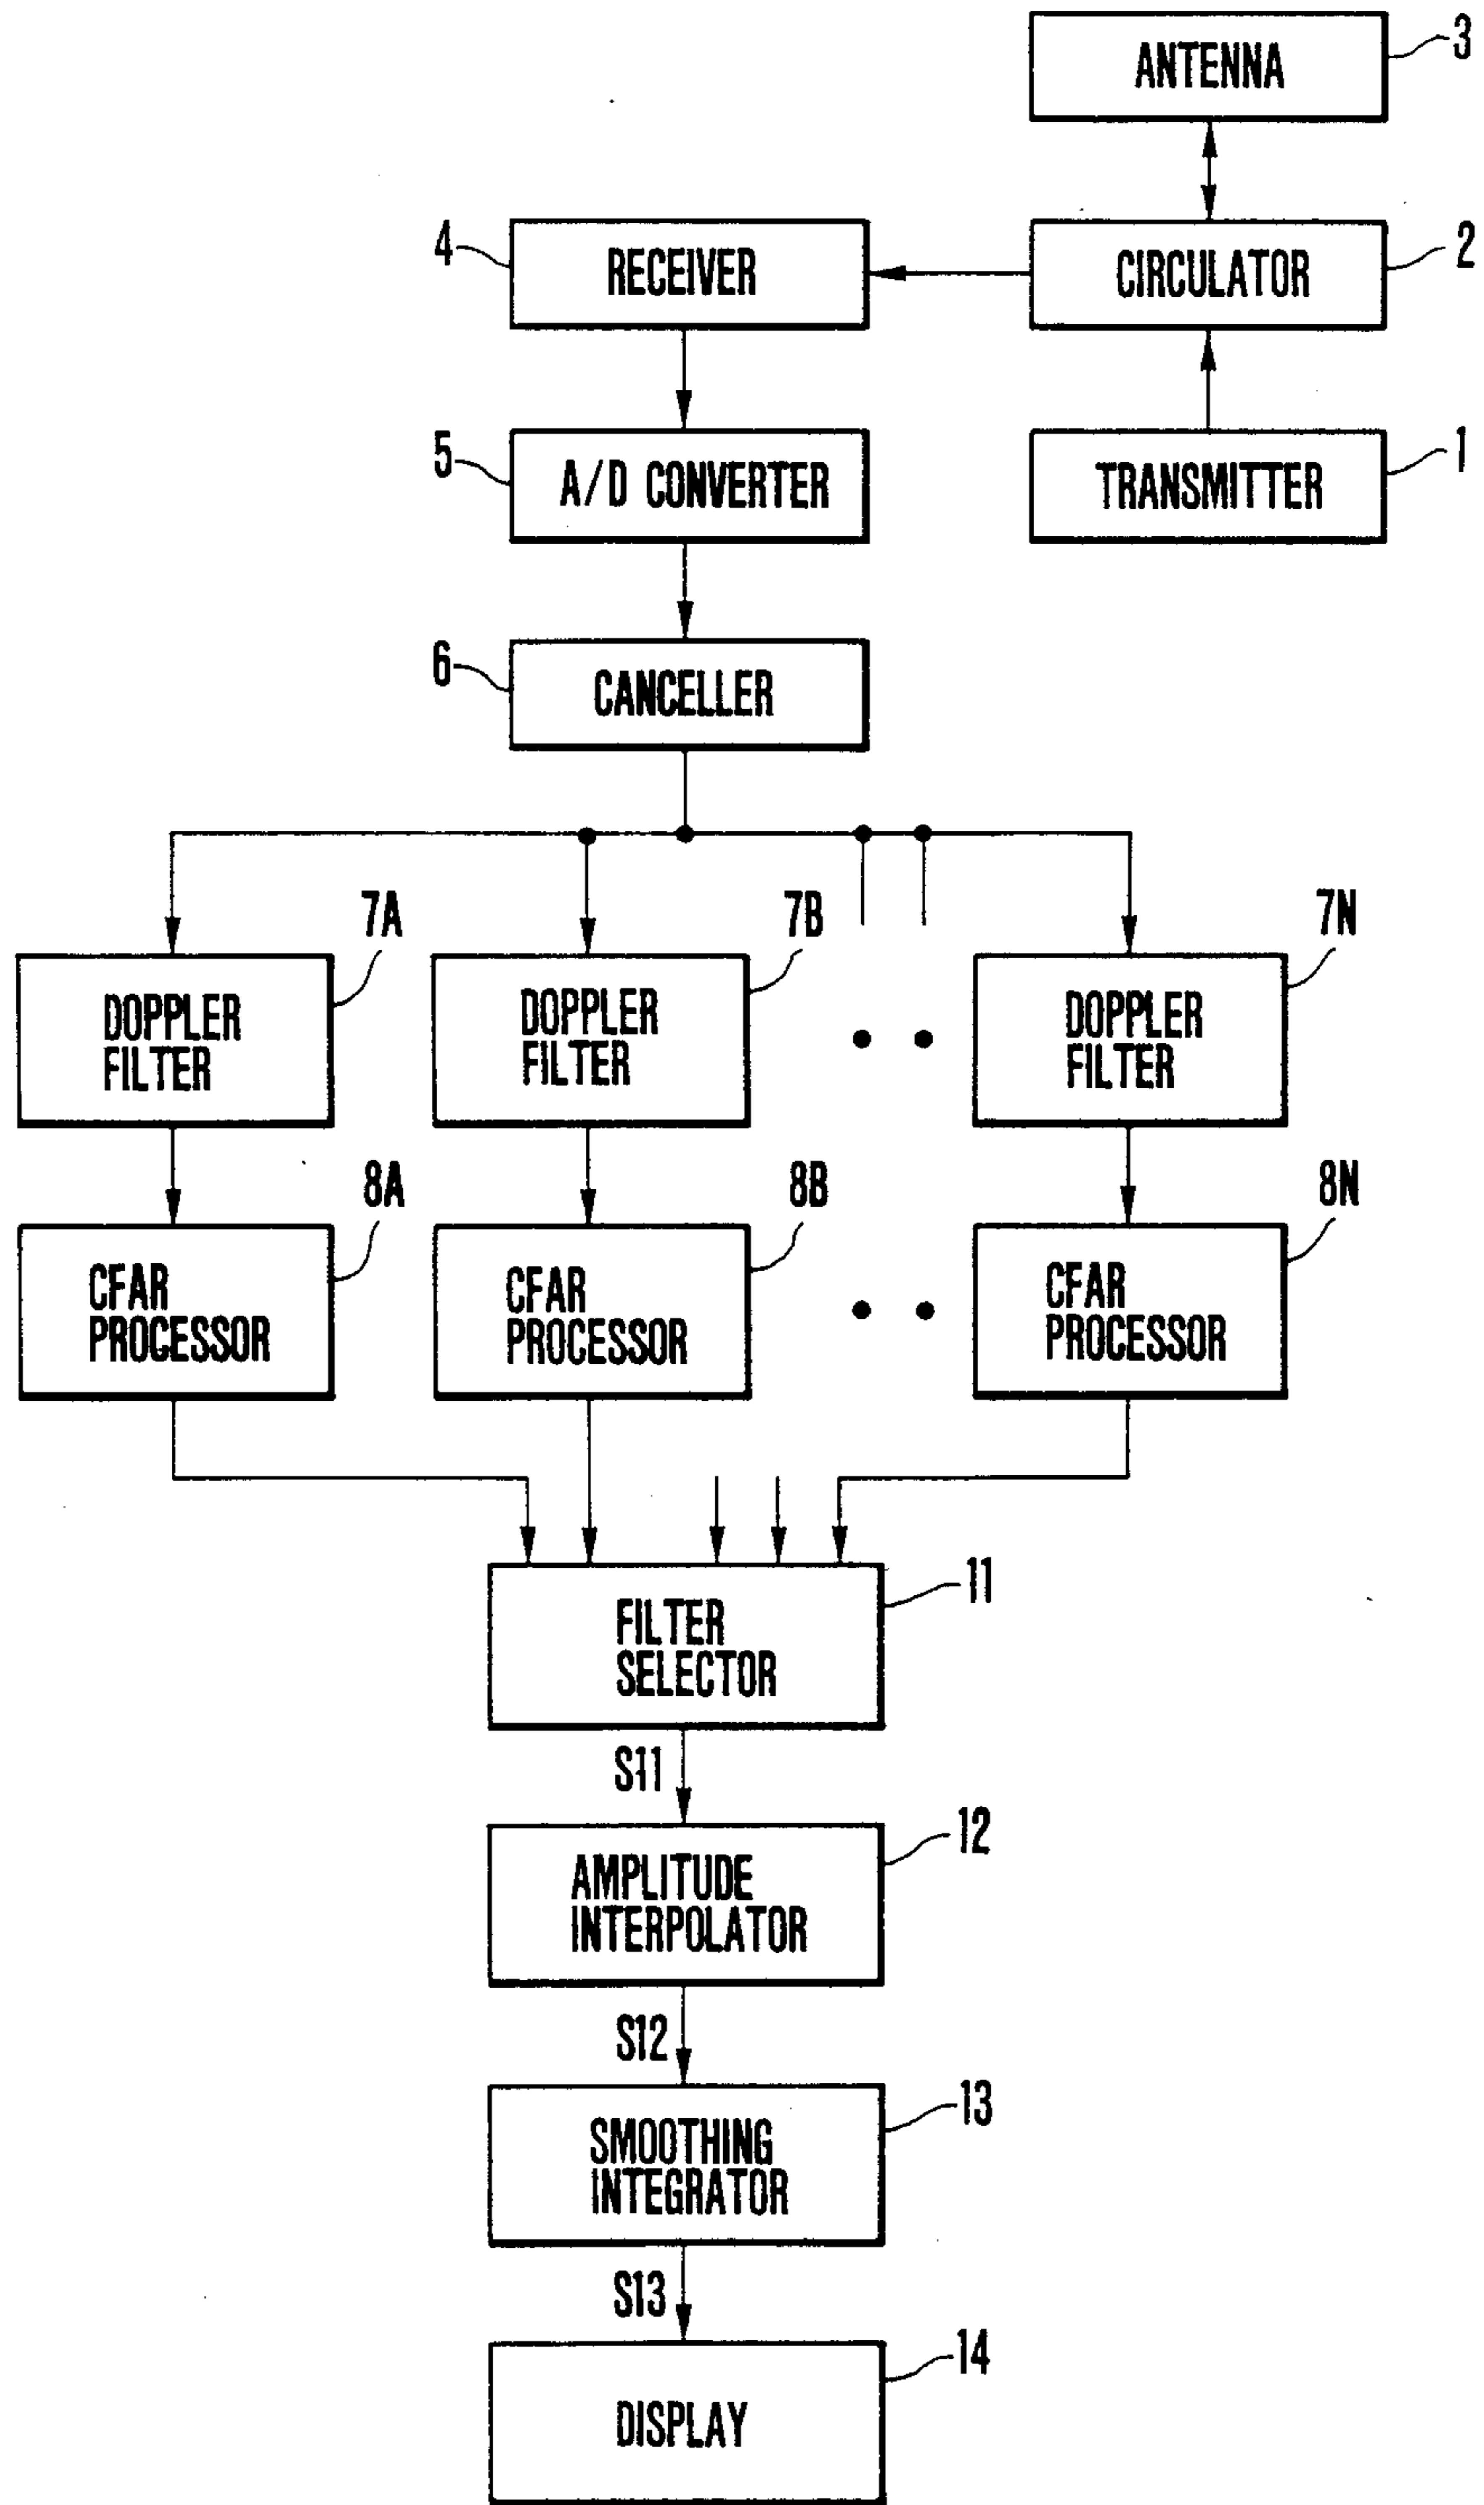 ANTENNA
3
4
RECEIVER
CIRCULATOR
2
5
A/D CONVERTER
TRANSMITTER
1
6
CANCELLER
7A
7B
7N
DOPPLER
FILTER
DOPPLER
FILTER
DOPPLER
FILTER
8A
8B
8N
CFAR
PROCESSOR
CFAR
PROCESSOR
CFAR
PROCESSOR
11
FILTER
SELECTOR
S11
12
AMPLITUDE
INTERPOLATOR
S12
13
SMOOTHING
INTEGRATOR
S13
14
DISPLAY